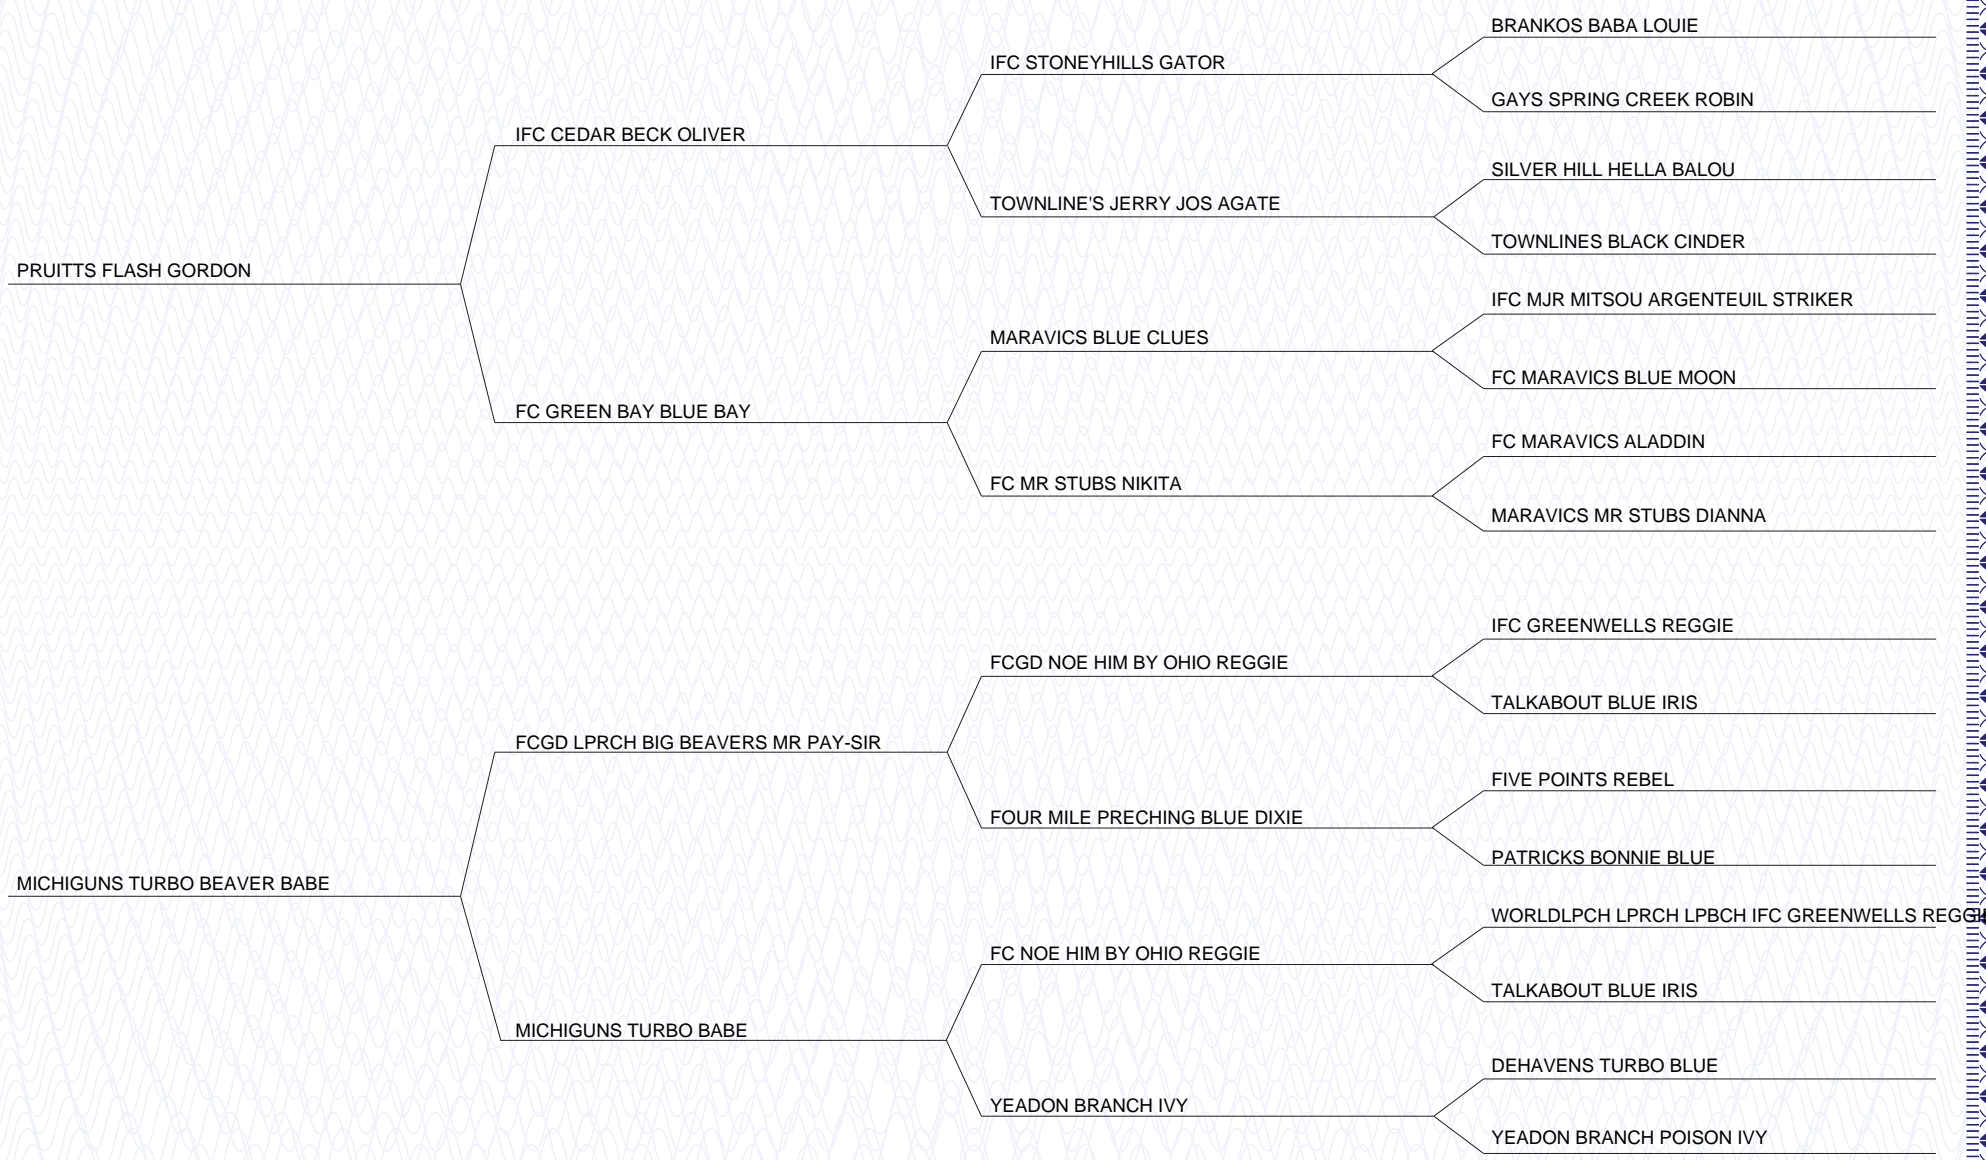 BRANKOS BABA LOUIE
IFC STONEYHILLS GATOR
GAYS SPRING CREEK ROBIN
IFC CEDAR BECK OLIVER
SILVER HILL HELLA BALOU
TOWNLINE'S JERRY JOS AGATE
TOWNLINES BLACK CINDER
PRUITTS FLASH GORDON
IFC MJR MITSOU ARGENTEUIL STRIKER
MARAVICS BLUE CLUES
FC MARAVICS BLUE MOON
FC GREEN BAY BLUE BAY
FC MARAVICS ALADDIN
FC MR STUBS NIKITA
MARAVICS MR STUBS DIANNA
IFC GREENWELLS REGGIE
FCGD NOE HIM BY OHIO REGGIE
TALKABOUT BLUE IRIS
FCGD LPRCH BIG BEAVERS MR PAY-SIR
FIVE POINTS REBEL
FOUR MILE PRECHING BLUE DIXIE
PATRICKS BONNIE BLUE
MICHIGUNS TURBO BEAVER BABE
WORLDLPCH LPRCH LPBCH IFC GREENWELLS REGGIE
FC NOE HIM BY OHIO REGGIE
TALKABOUT BLUE IRIS
MICHIGUNS TURBO BABE
DEHAVENS TURBO BLUE
YEADON BRANCH IVY
YEADON BRANCH POISON IVY